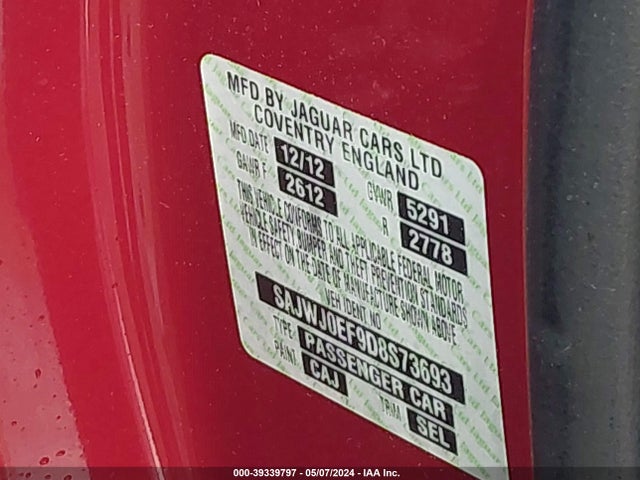 MFD BY JAGUAR CARS LTD
COVENTRY ENGLAND
MFD DATE 12/12 GVWR 5291
GAWR F 2612 R 2778
THIS VEHICLE CONFORMS TO ALL APPLICABLE FEDERAL MOTOR
VEHICLE SAFETY BUMPER AND THEFT PREVENTION STANDARDS
IN EFFECT ON THE DATE OF MANUFACTURE SHOWN ABOVE
VEH IDENT NO
SAJWJ0EF9D8S73693
TYPE PASSENGER CAR
PAINT CAJ TRIM SEL
000-39339797 - 05/07/2024 - IAA Inc.